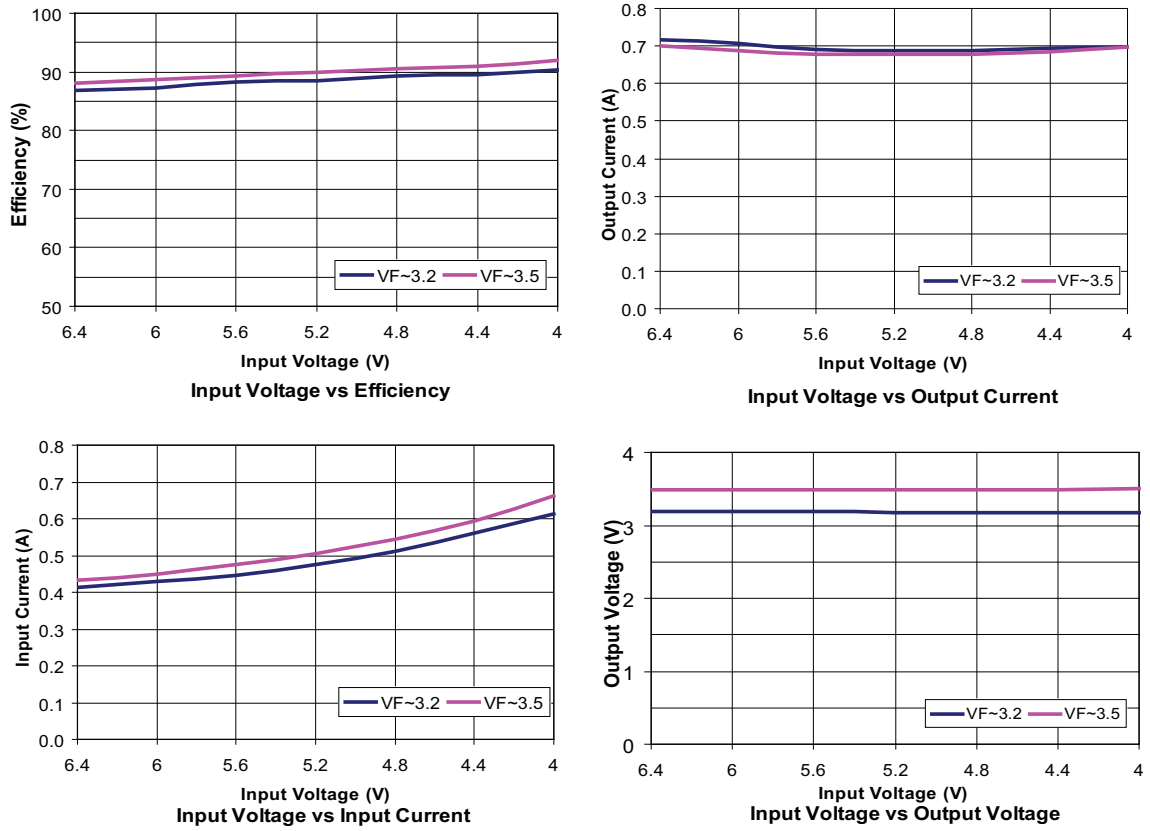 100
90
80
70
60
50
Efficiency (%)
VF~3.2 VF~3.5
6.4 6 5.6 5.2 4.8 4.4 4
Input Voltage (V)
Input Voltage vs Efficiency
0.8
0.7
0.6
0.5
0.4
0.3
0.2
0.1
0.0
Output Current (A)
VF~3.2 VF~3.5
6.4 6 5.6 5.2 4.8 4.4 4
Input Voltage (V)
Input Voltage vs Output Current
0.8
0.7
0.6
0.5
0.4
0.3
0.2
0.1
0.0
Input Current (A)
VF~3.2 VF~3.5
6.4 6 5.6 5.2 4.8 4.4 4
Input Voltage (V)
Input Voltage vs Input Current
4
3
2
1
0
Output Voltage (V)
VF~3.2 VF~3.5
6.4 6 5.6 5.2 4.8 4.4 4
Input Voltage (V)
Input Voltage vs Output Voltage